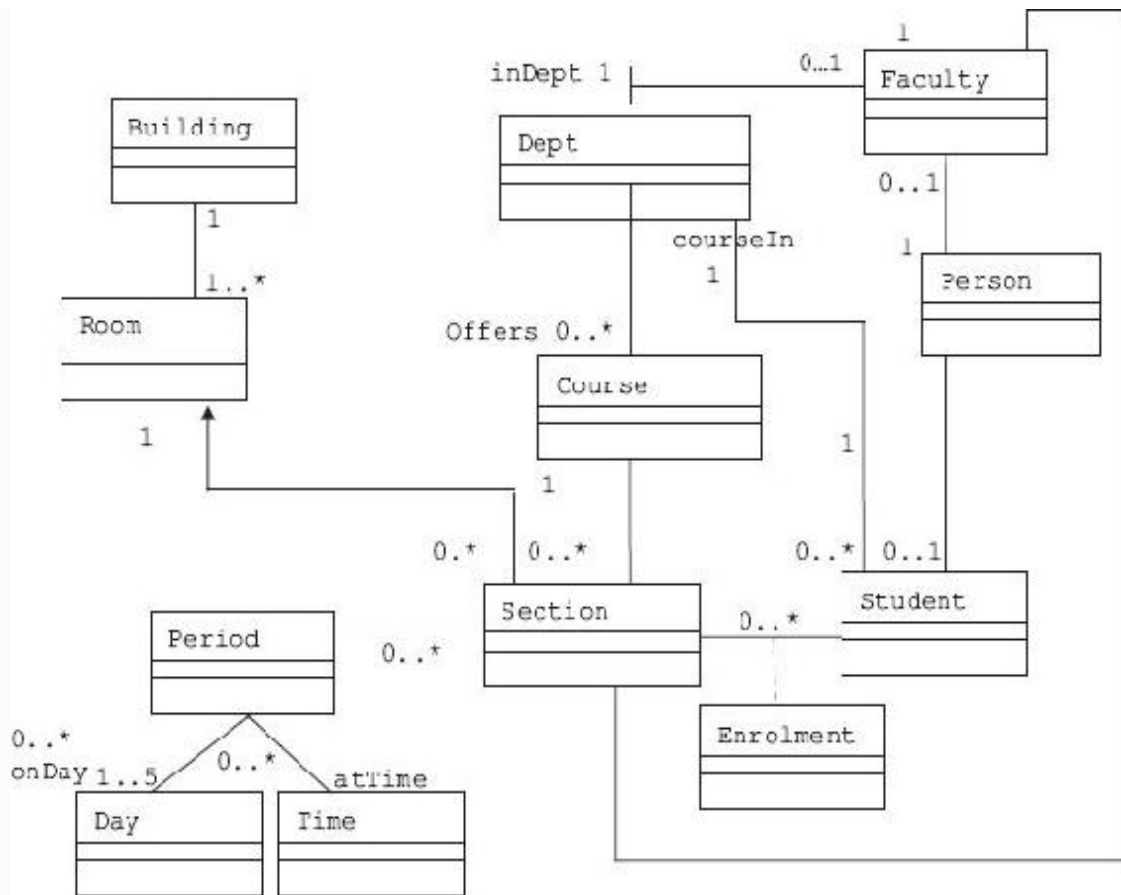 1
inDept 1
0...1
Faculty
Building
Dept
0..1
1
courseIn
1
1
Person
1..*
Room
Offers 0..*
Course
1
1
1
0.*
0..*
0..*
0..1
Section
Student
0..*
Period
0..*
Enrolment
0..*
onDay
1..5
0..*
atTime
Day
Time